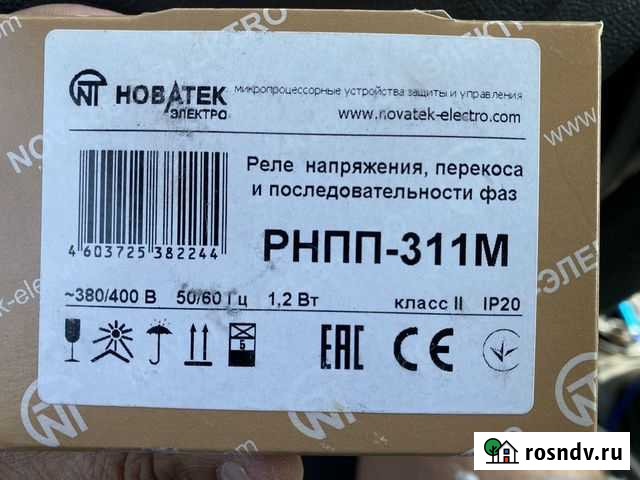 НОВАТЕК
ЭЛЕКТРО
микропроцессорные устройства защиты и управления
www.novatek-electro.com
Реле напряжения, перекоса
и последовательности фаз
РНПП-311М
4 603725 382244
~380/400 В 50/60 Гц 1,2 Вт класс II IP20
Б
EAC CE
rosndv.ru